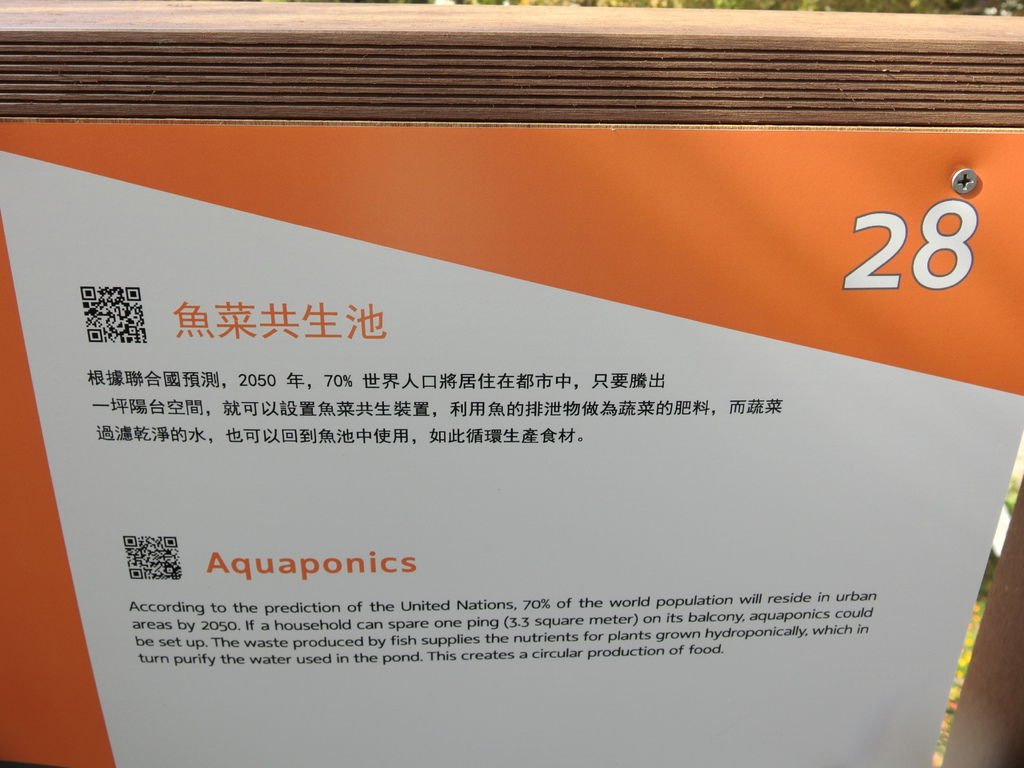 28
魚菜共生池
根據聯合國預測，2050 年，70% 世界人口將居住在都市中，只要騰出
一坪陽台空間，就可以設置魚菜共生裝置，利用魚的排泄物做為蔬菜的肥料，而蔬菜
過濾乾淨的水，也可以回到魚池中使用，如此循環生產食材。
Aquaponics
According to the prediction of the United Nations, 70% of the world population will reside in urban
areas by 2050. If a household can spare one ping (3.3 square meter) on its balcony, aquaponics could
be set up. The waste produced by fish supplies the nutrients for plants grown hydroponically, which in
turn purify the water used in the pond. This creates a circular production of food.